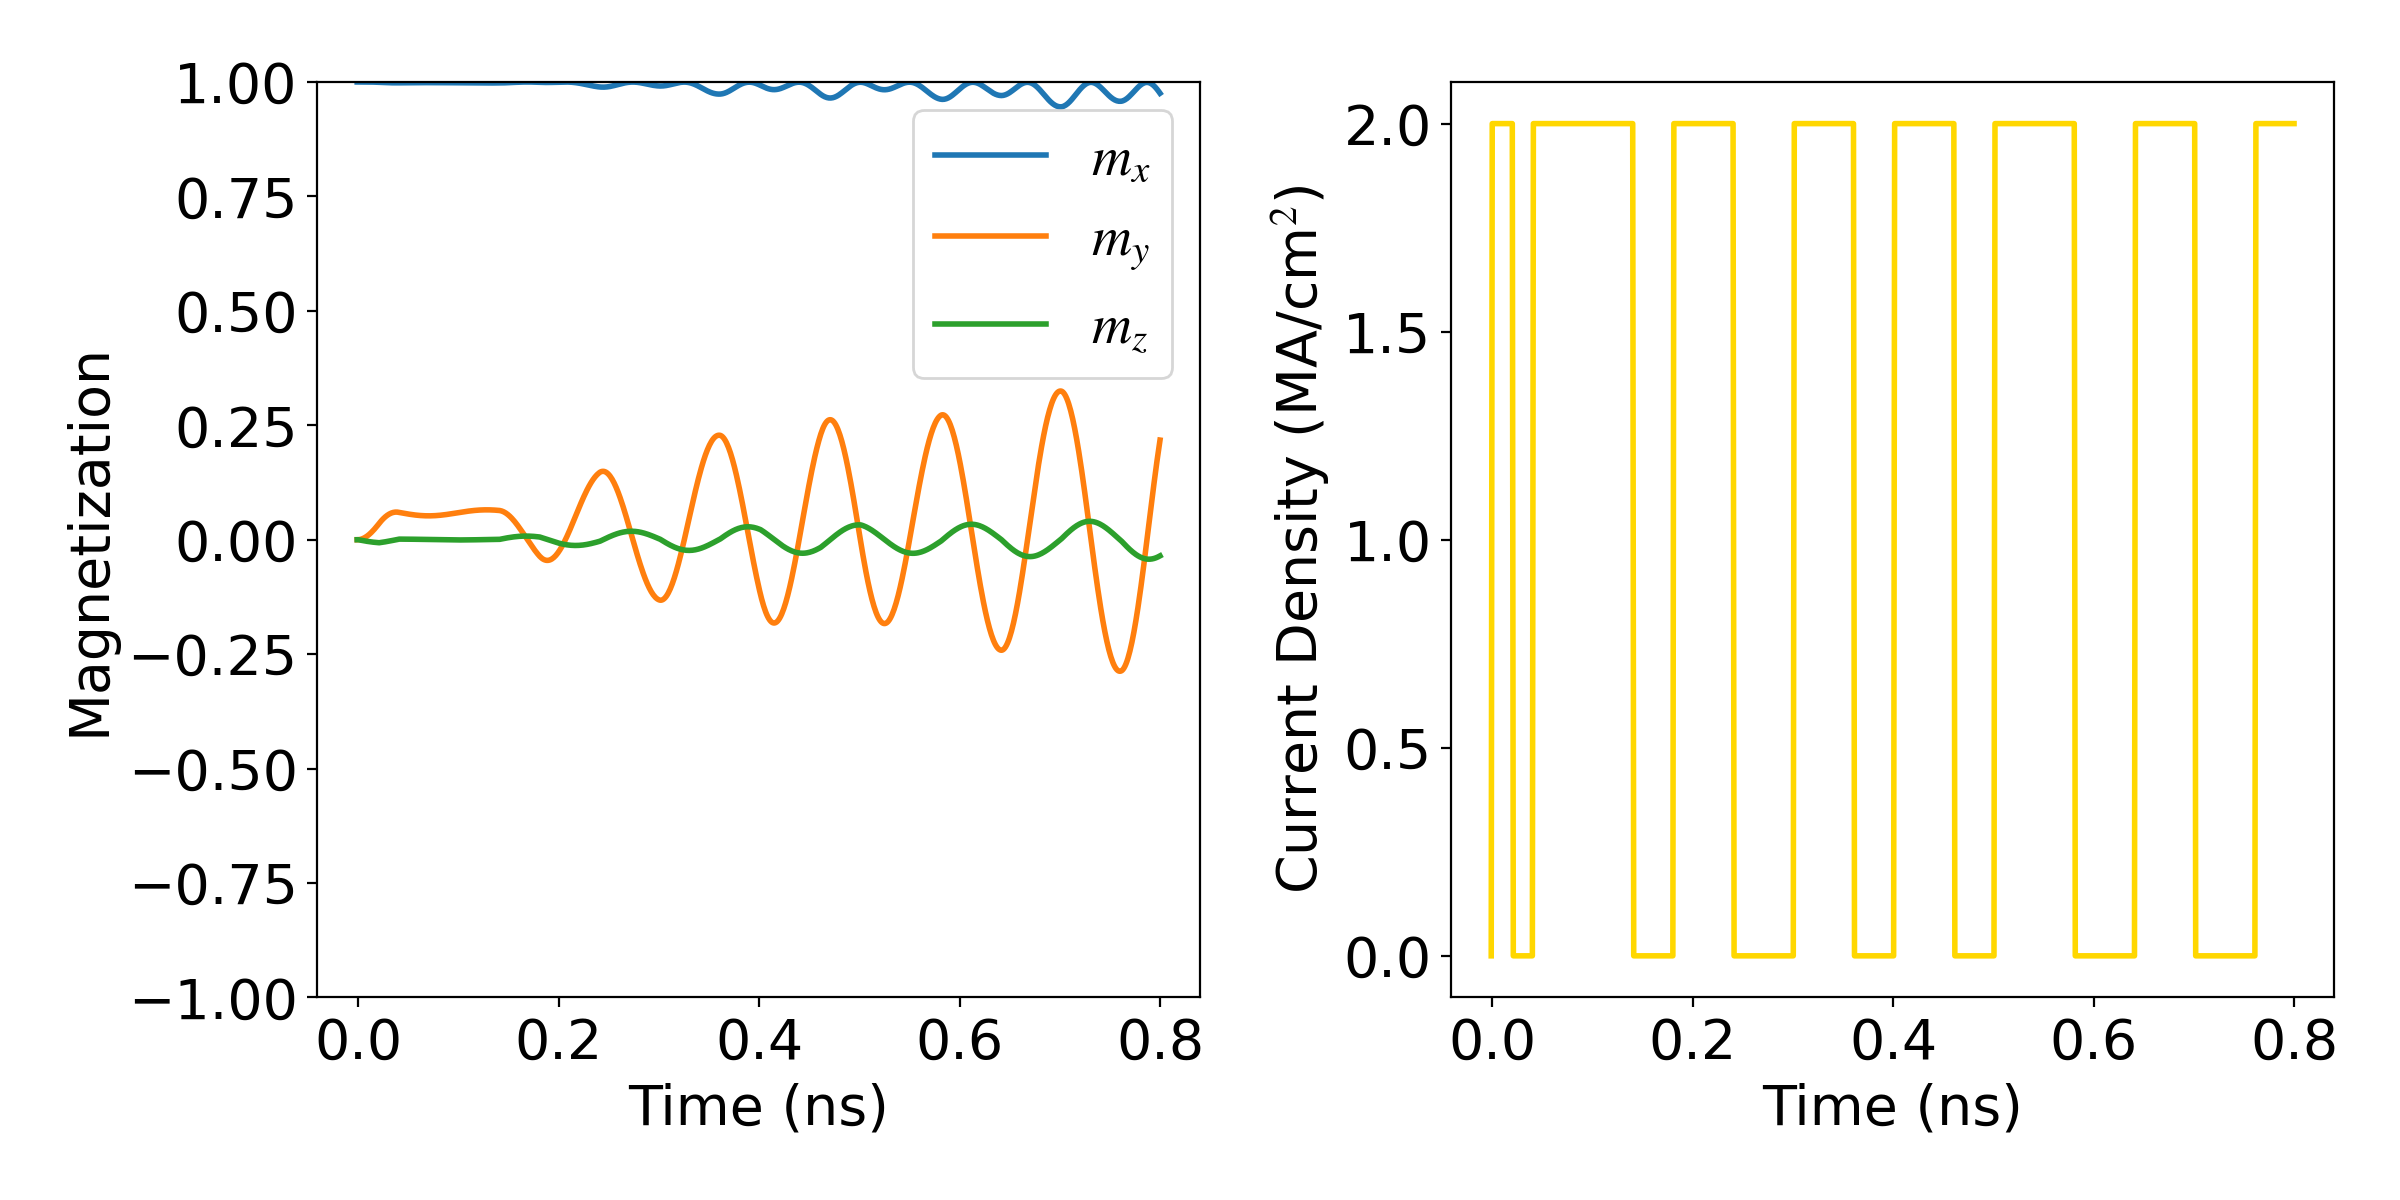 Magnetization
1.00
0.75
0.50
0.25
0.00
−0.25
−0.50
−0.75
−1.00
0.0 0.2 0.4 0.6 0.8
Time (ns)
mₓ
m_y
m_z
Current Density (MA/cm²)
2.0
1.5
1.0
0.5
0.0
0.0 0.2 0.4 0.6 0.8
Time (ns)